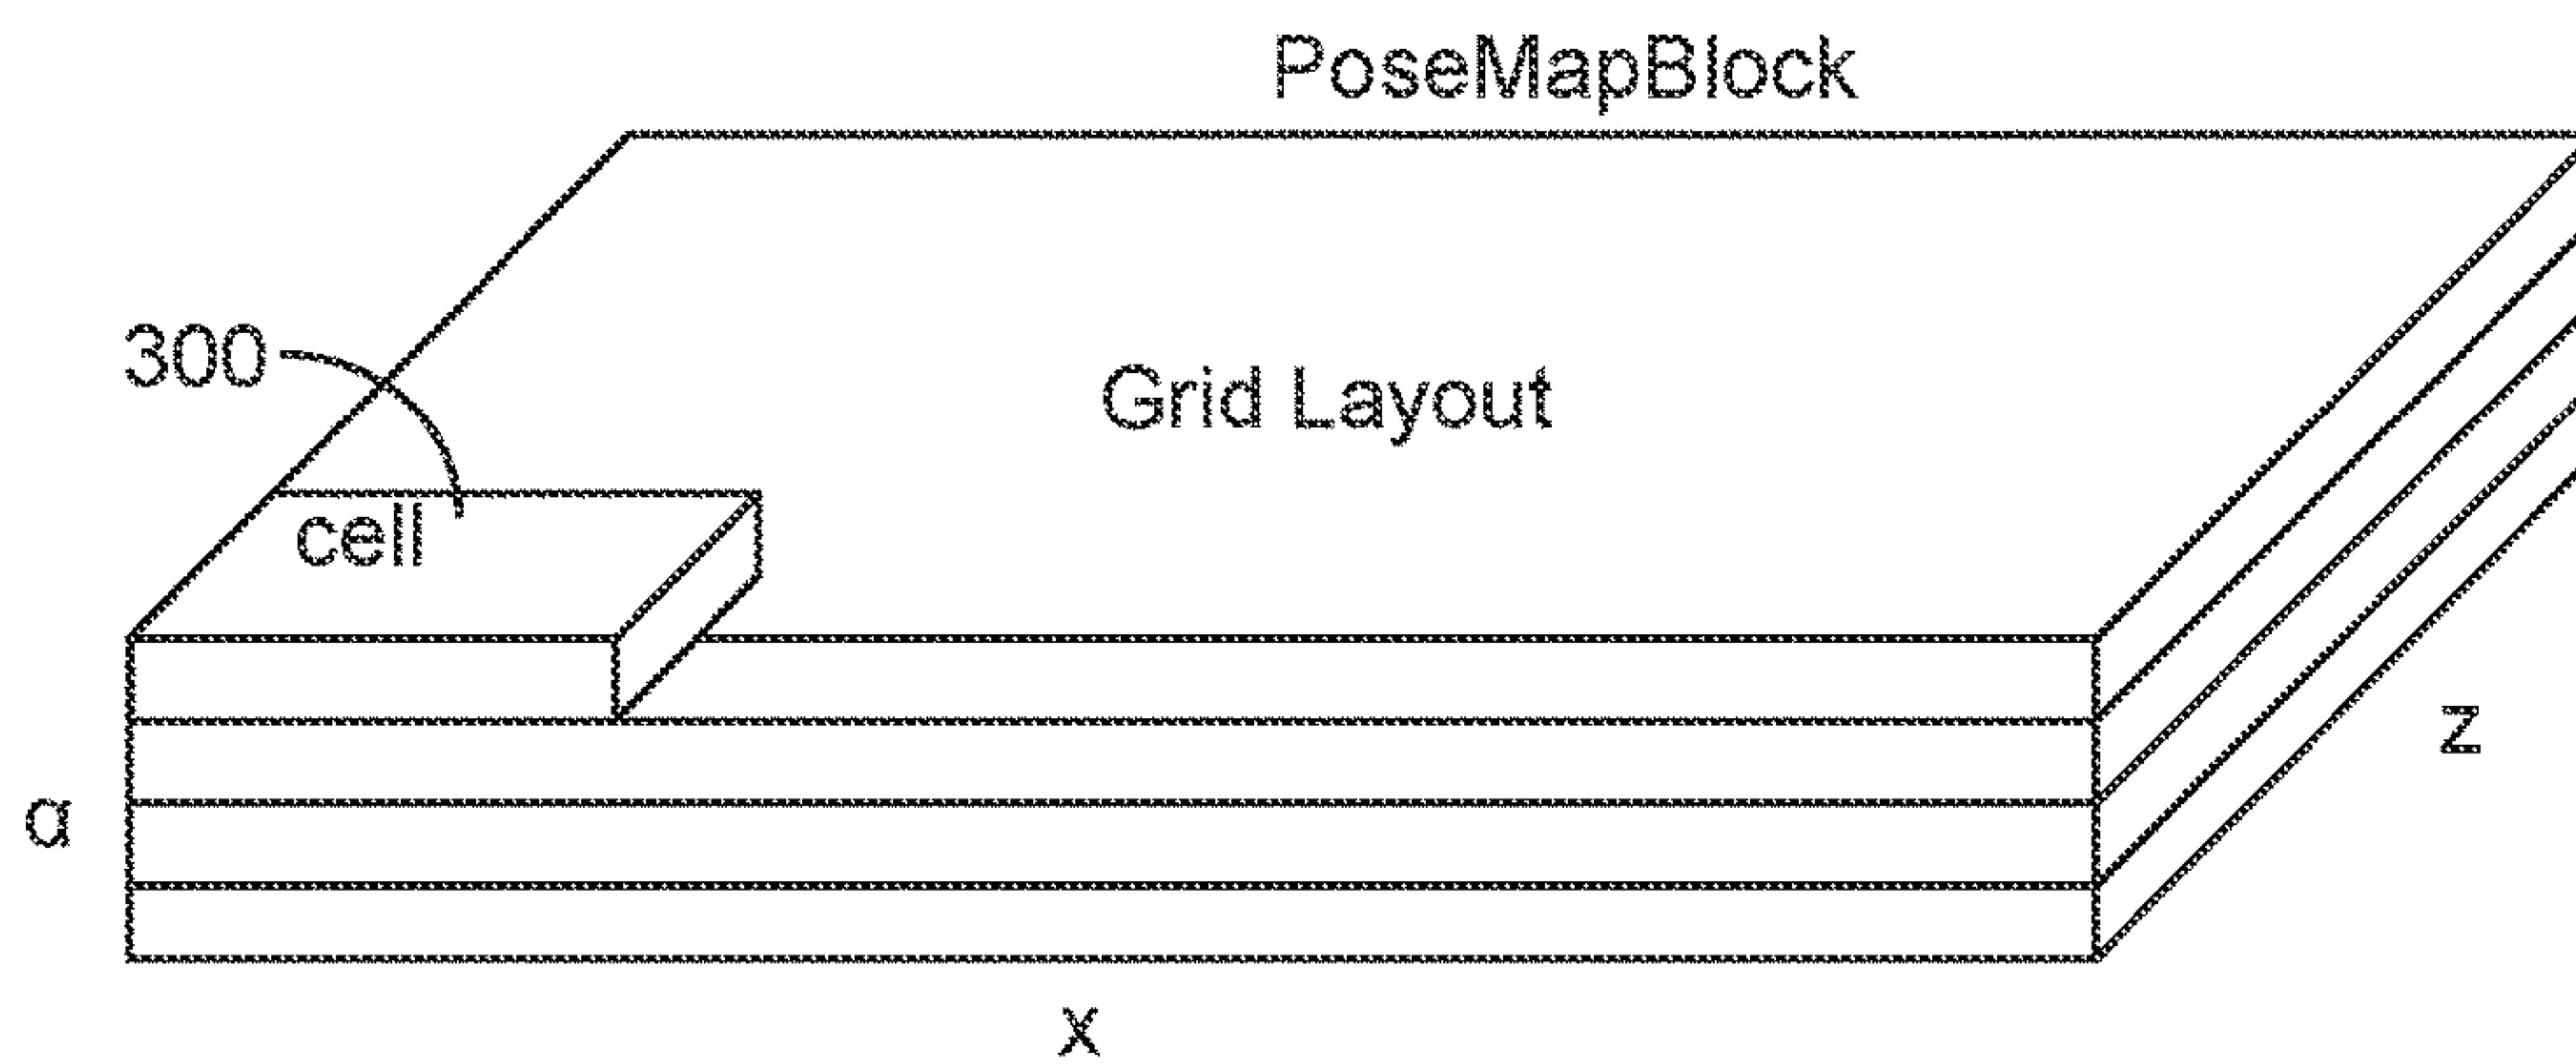 PoseMapBlock
300
Grid Layout
cell
z
α
x